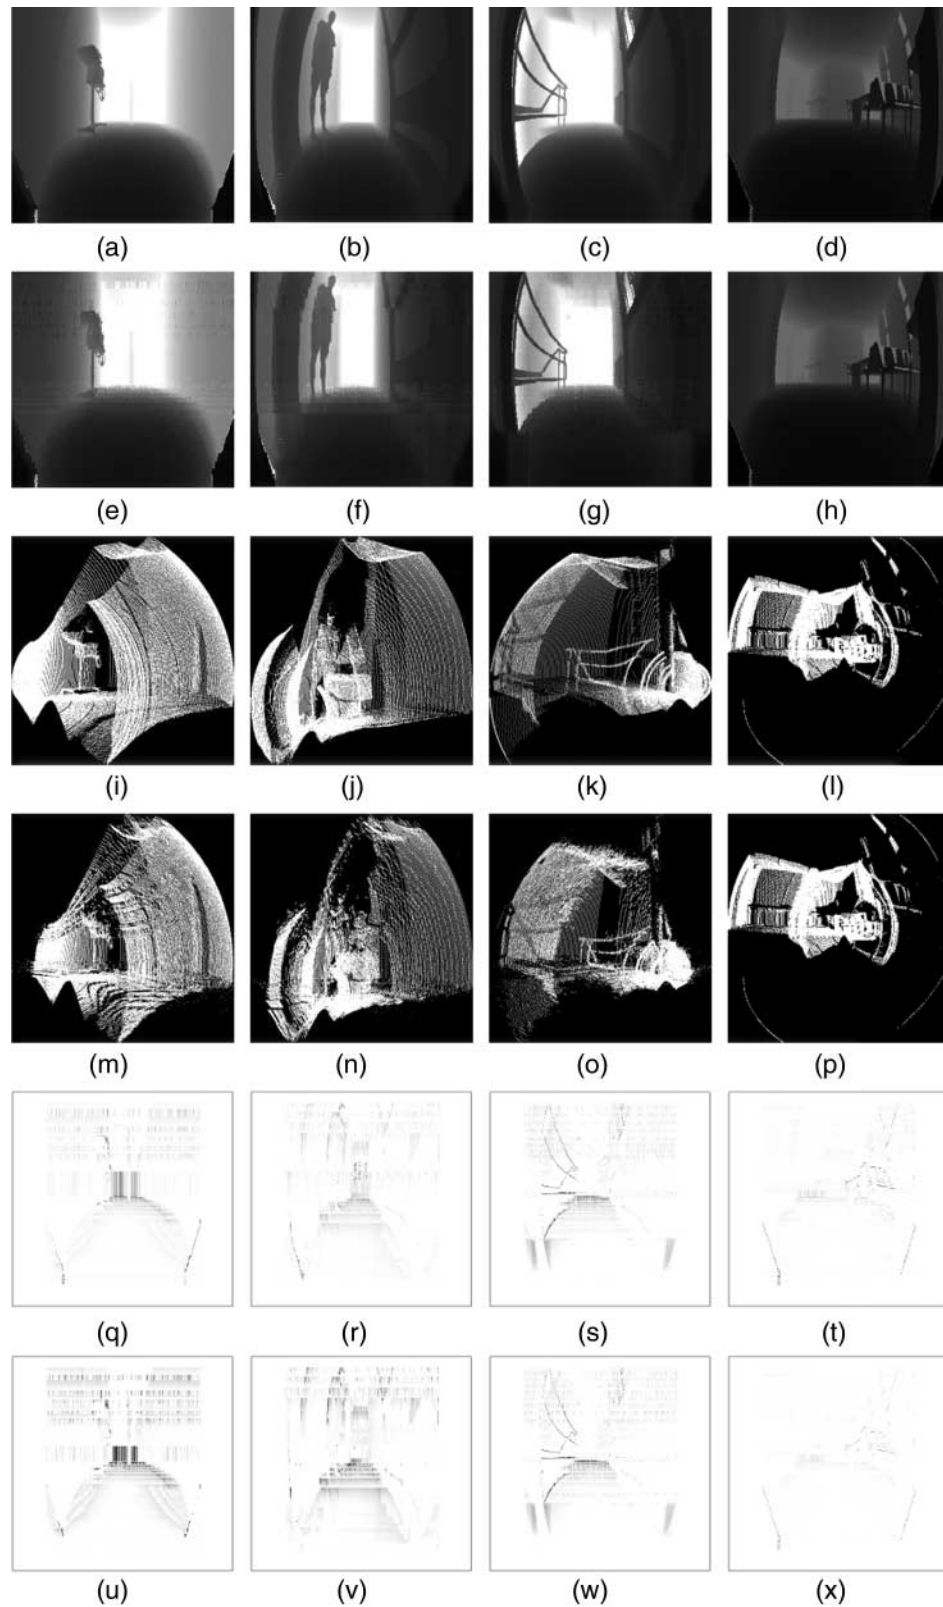 (a) (b) (c) (d)
(e) (f) (g) (h)
(i) (j) (k) (l)
(m) (n) (o) (p)
(q) (r) (s) (t)
(u) (v) (w) (x)